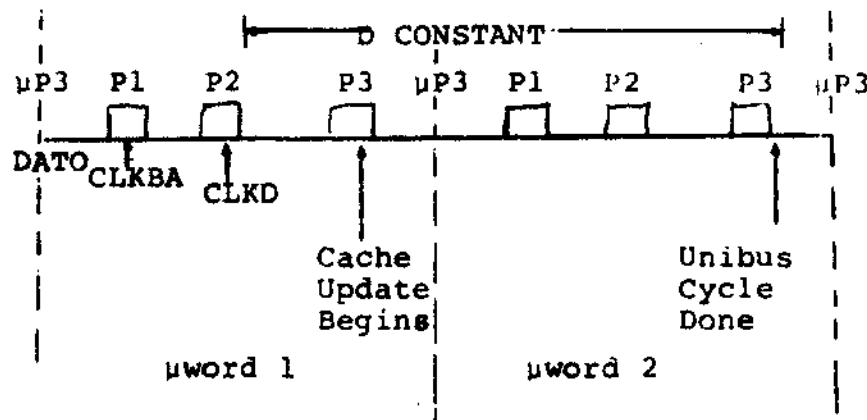 D CONSTANT
μP3 P1 P2 P3 μP3 P1 P2 P3 μP3
DATO CLKBA CLKD
Cache Update Begins
Unibus Cycle Done
μword 1 μword 2